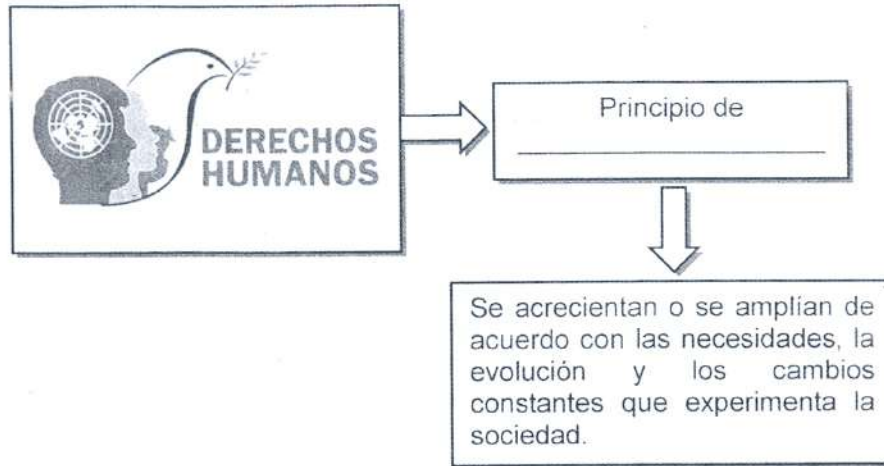 DERECHOS
HUMANOS
Principio de
Se acrecientan o se amplían de
acuerdo con las necesidades, la
evolución y los cambios
constantes que experimenta la
sociedad.